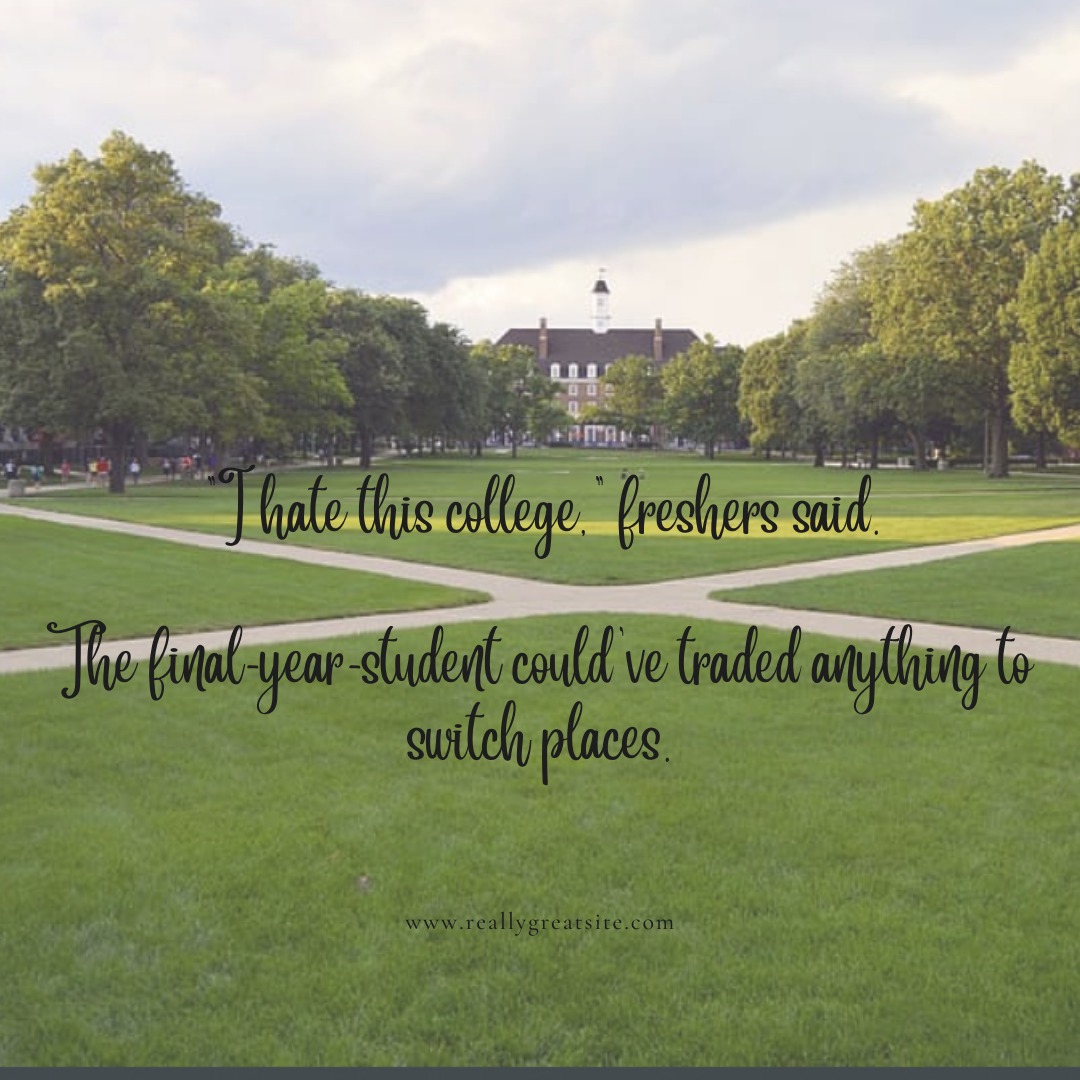 "I hate this college," freshers said.
The final-year-student could've traded anything to
switch places.
www.reallygreatsite.com